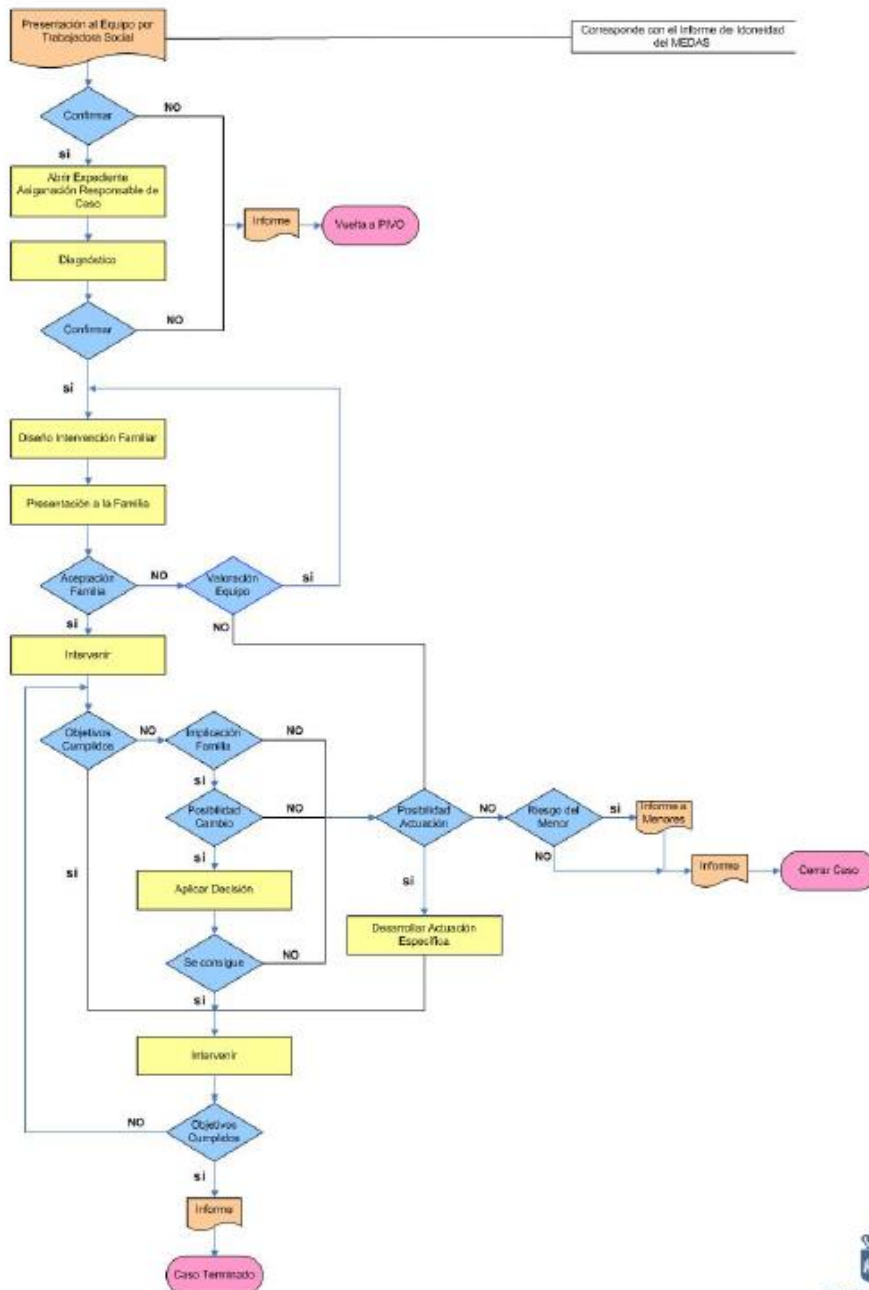 Presentación al Equipo por
Trabajadora Social
Corresponde con el Informe de Idoneidad
del MEDAS
Confirmar
NO
si
Abrir Expediente
Asiganación Responsable de
Caso
Informe
Vuelta a PIVO
Diagnóstico
Confirmar
NO
si
Diseño Intervención Familiar
Presentación a la Familia
Aceptación
Familia
NO
Valoración
Equipo
si
si
NO
Intervenir
Objetivos
Cumplidos
NO
Implicación
Familia
NO
si
Posibilidad
Cambio
NO
Posibilidad
Actuación
NO
Riesgo del
Menor
si
Informe a
Menores
NO
Informe
Cerrar Caso
si
si
si
Aplicar Decisión
Desarrollar Actuación
Específica
Se consigue
NO
si
Intervenir
NO
Objetivos
Cumplidos
si
Informe
Caso Terminado